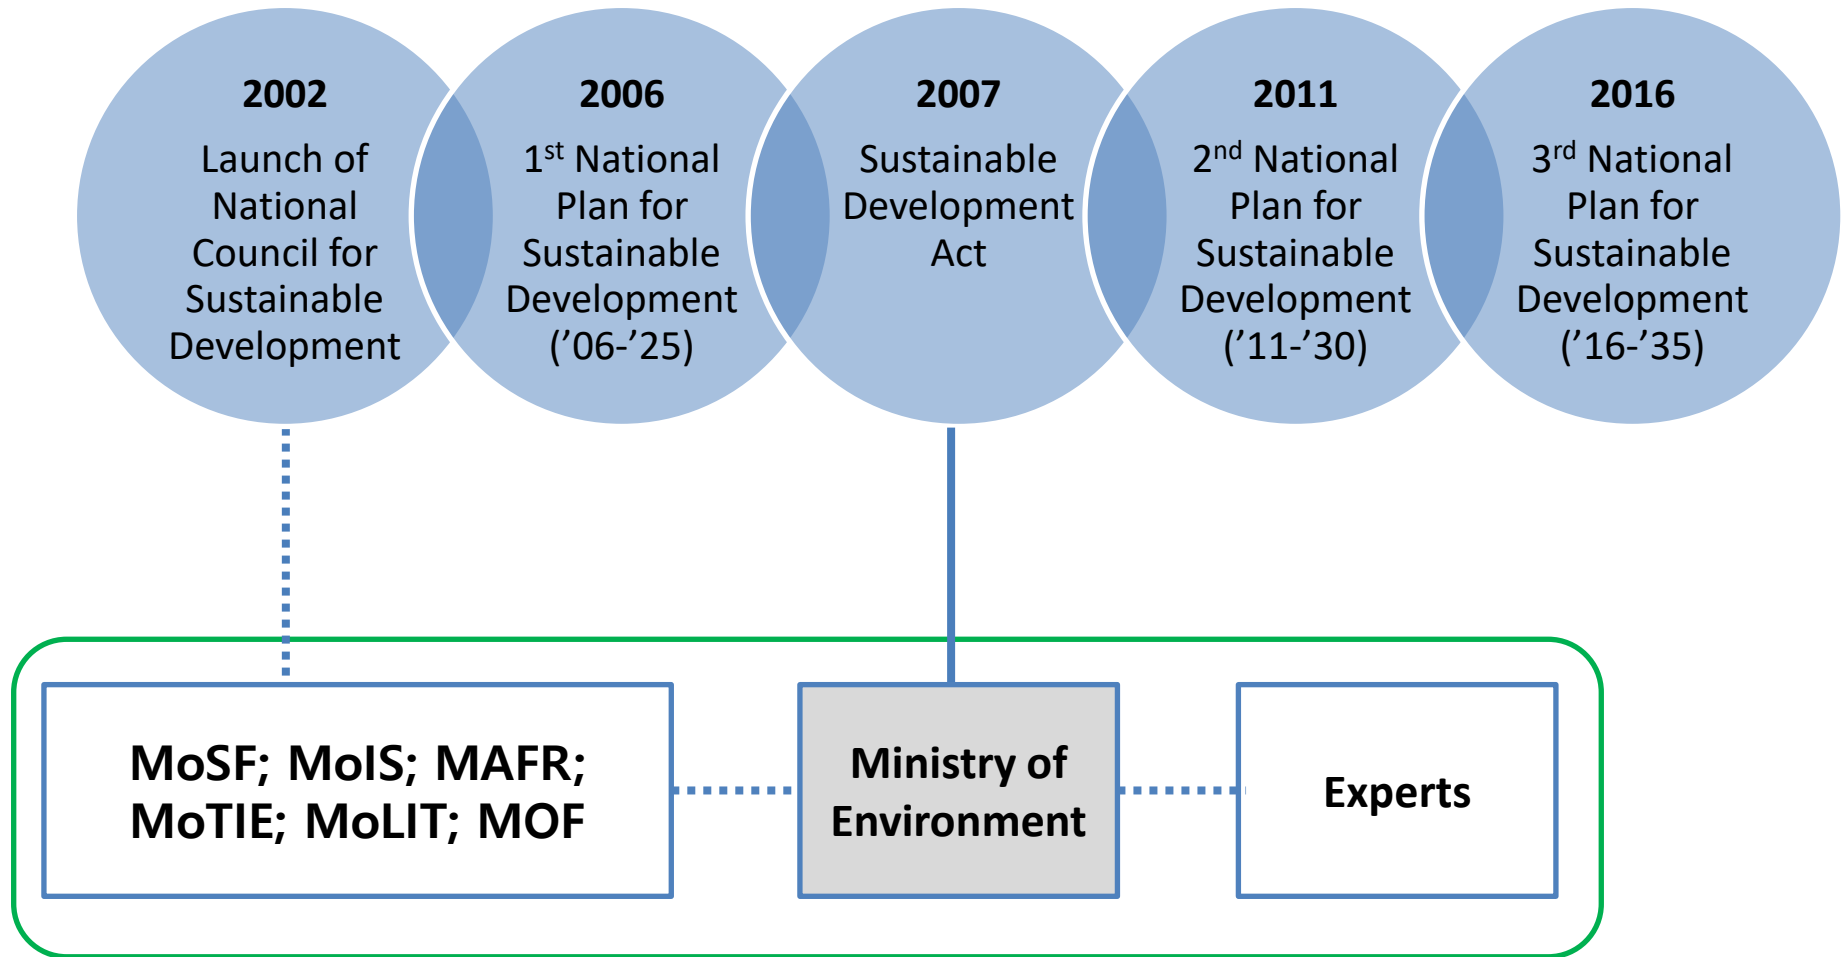 2002
Launch of
National
Council for
Sustainable
Development
2006
1st National
Plan for
Sustainable
Development
(’06-’25)
2007
Sustainable
Development
Act
2011
2nd National
Plan for
Sustainable
Development
(’11-’30)
2016
3rd National
Plan for
Sustainable
Development
(’16-’35)
MoSF; MoIS; MAFR;
MoTIE; MoLIT; MOF
Ministry of
Environment
Experts